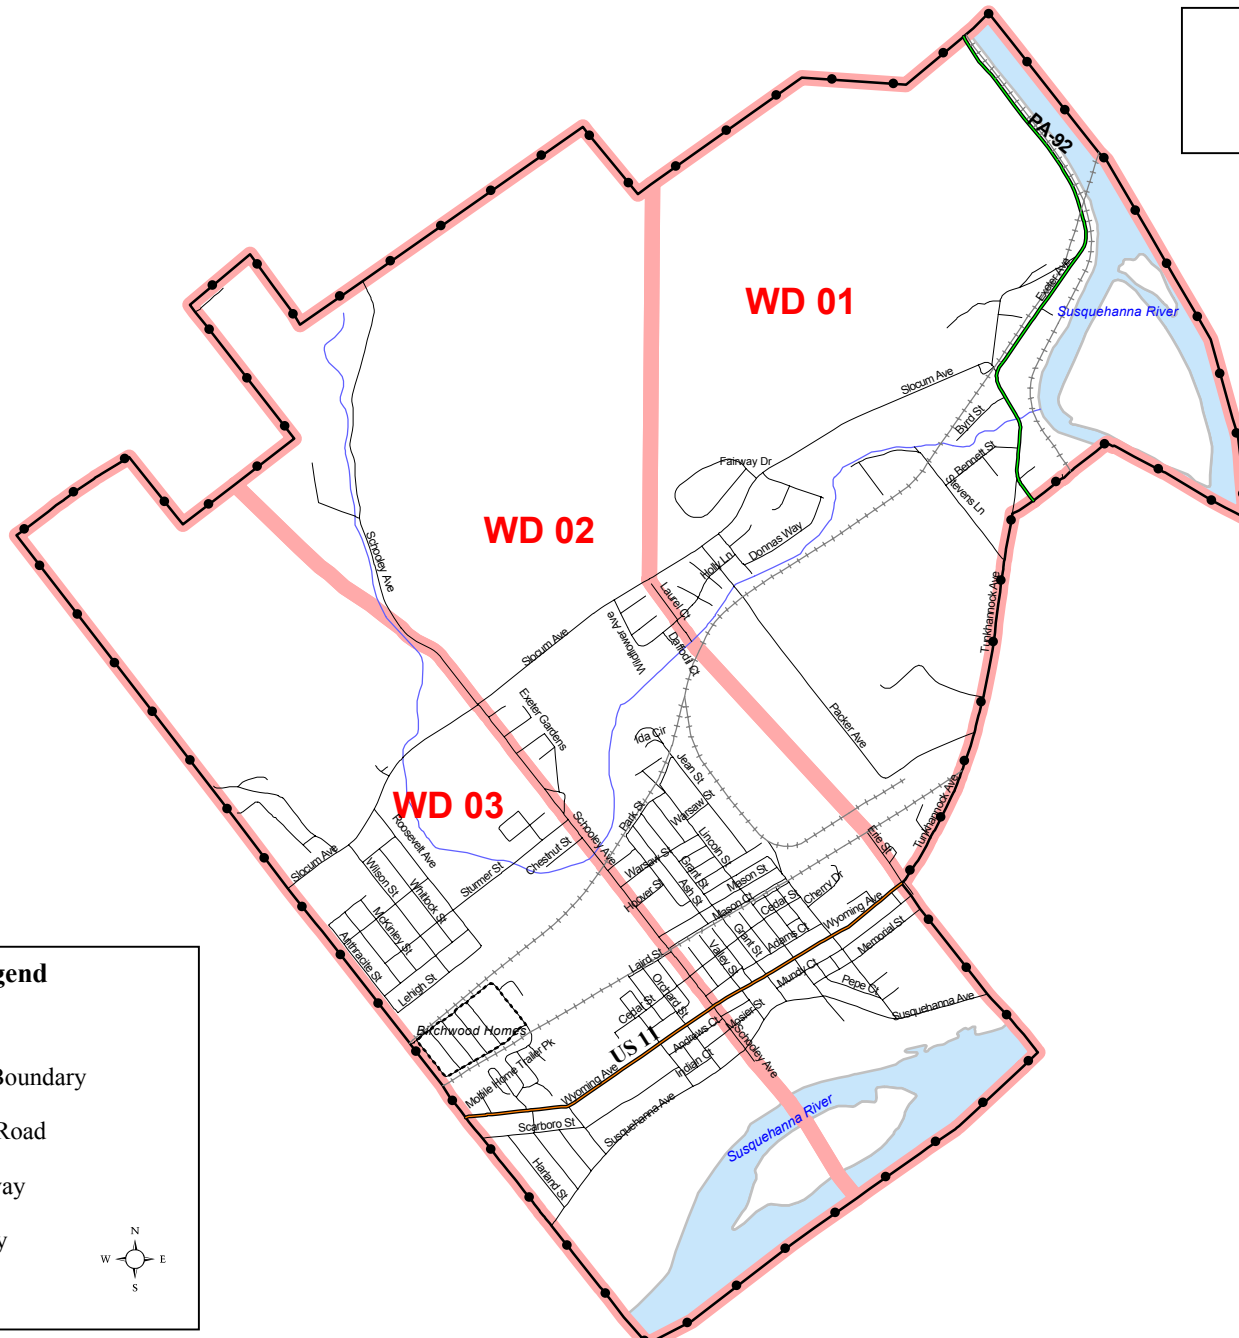 PA-92
WD 01
Exeter Ave
Susquehanna River
Slocum Ave
Byrd St
Fairway Dr
Bennett St
Stevens Ln
WD 02
Schooley Ave
Donnas Way
Holly Ln
Laurel Ct
Tunkhannock Ave
Wildflower Ave
Daffodil Ct
Slocum Ave
Exeter Gardens
Packer Ave
Ida Cir
Jean St
WD 03
Park St
Warsaw St
Schooley Ave
Tunkhannock Ave
Roosevelt Ave
Lincoln St
Erie St
Chestnut St
Slocum Ave
Wilson St
Sturmer St
Warsaw St
Grant St
Mason St
Whitlock St
Hoover St
Ash St
Cherry Dr
Mason Ct
Cedar St
McKinley St
Wyoming Ave
Anthracite St
Grant St
Adams Ct
Memorial St
Laird St
Valley St
Lehigh St
Orchard St
Mundy Ct
Pepe Ct
Cedar St
Susquehanna Ave
Birchwood Homes
Mosier St
US 11
Andrews Ct
Schooley Ave
Indian Ct
Mobile Home Trailer Pk
Wyoming Ave
Scarboro St
Susquehanna Ave
Susquehanna River
Harland St
gend
Boundary
Road
ay
y
N
W E
S